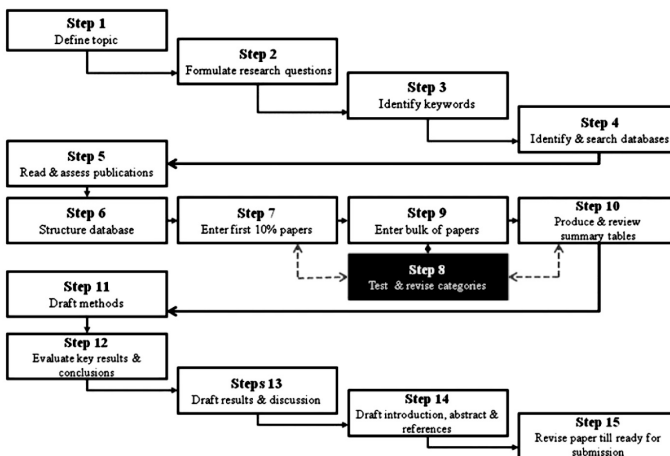 Step 1
Define topic
Step 2
Formulate research questions
Step 3
Identify keywords
Step 4
Identify & search databases
Step 5
Read & assess publications
Step 6
Structure database
Step 7
Enter first 10% papers
Step 9
Enter bulk of papers
Step 10
Produce & review
summary tables
Step 8
Test & revise categories
Step 11
Draft methods
Step 12
Evaluate key results &
conclusions
Steps 13
Draft results & discussion
Step 14
Draft introduction, abstract &
references
Step 15
Revise paper till ready for
submission